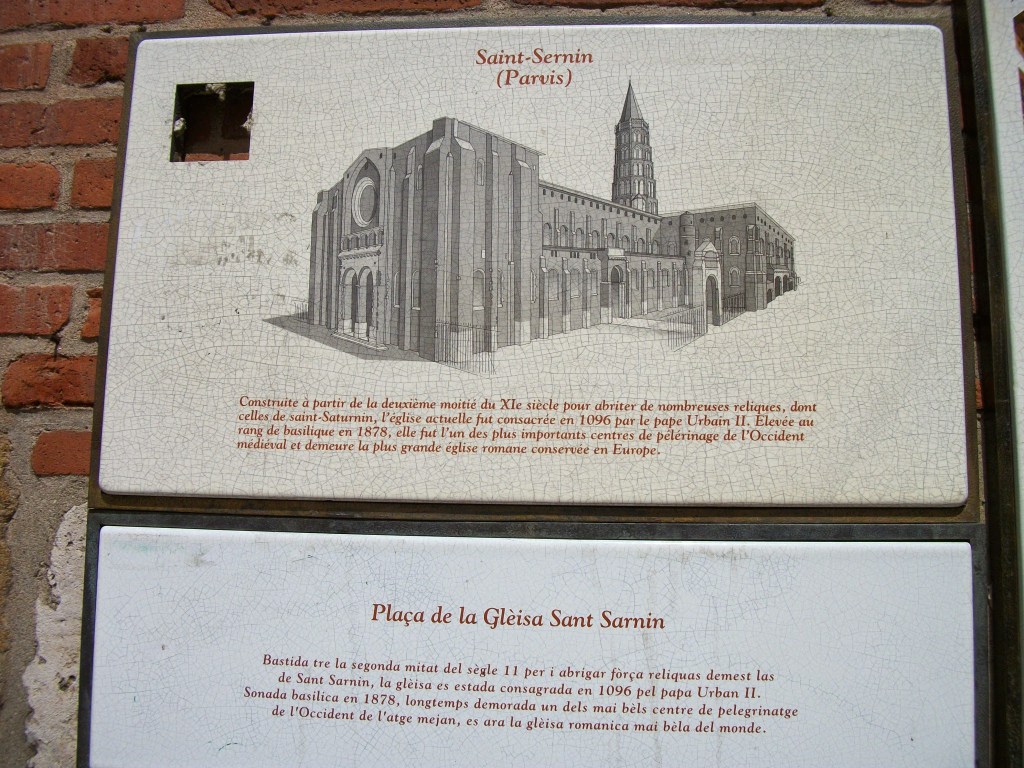 Saint-Sernin
(Parvis)
Construite à partir de la deuxième moitié du XIe siècle pour abriter de nombreuses reliques, dont
celles de saint-Saturnin, l'église actuelle fut consacrée en 1096 par le pape Urbain II. Élevée au
rang de basilique en 1878, elle fut l'un des plus importants centres de pélérinage de l'Occident
médiéval et demeure la plus grande église romane conservée en Europe.
Plaça de la Glèisa Sant Sarnin
Bastida tre la segonda mitat del sègle 11 per i abrigar fòrça reliquas demest las
de Sant Sarnin, la glèisa es estada consagrada en 1096 pel papa Urban II.
Sonada basilica en 1878, longtemps demorada un dels mai bèls centre de pelegrinatge
de l'Occident de l'atge mejan, es ara la glèisa romanica mai bèla del monde.